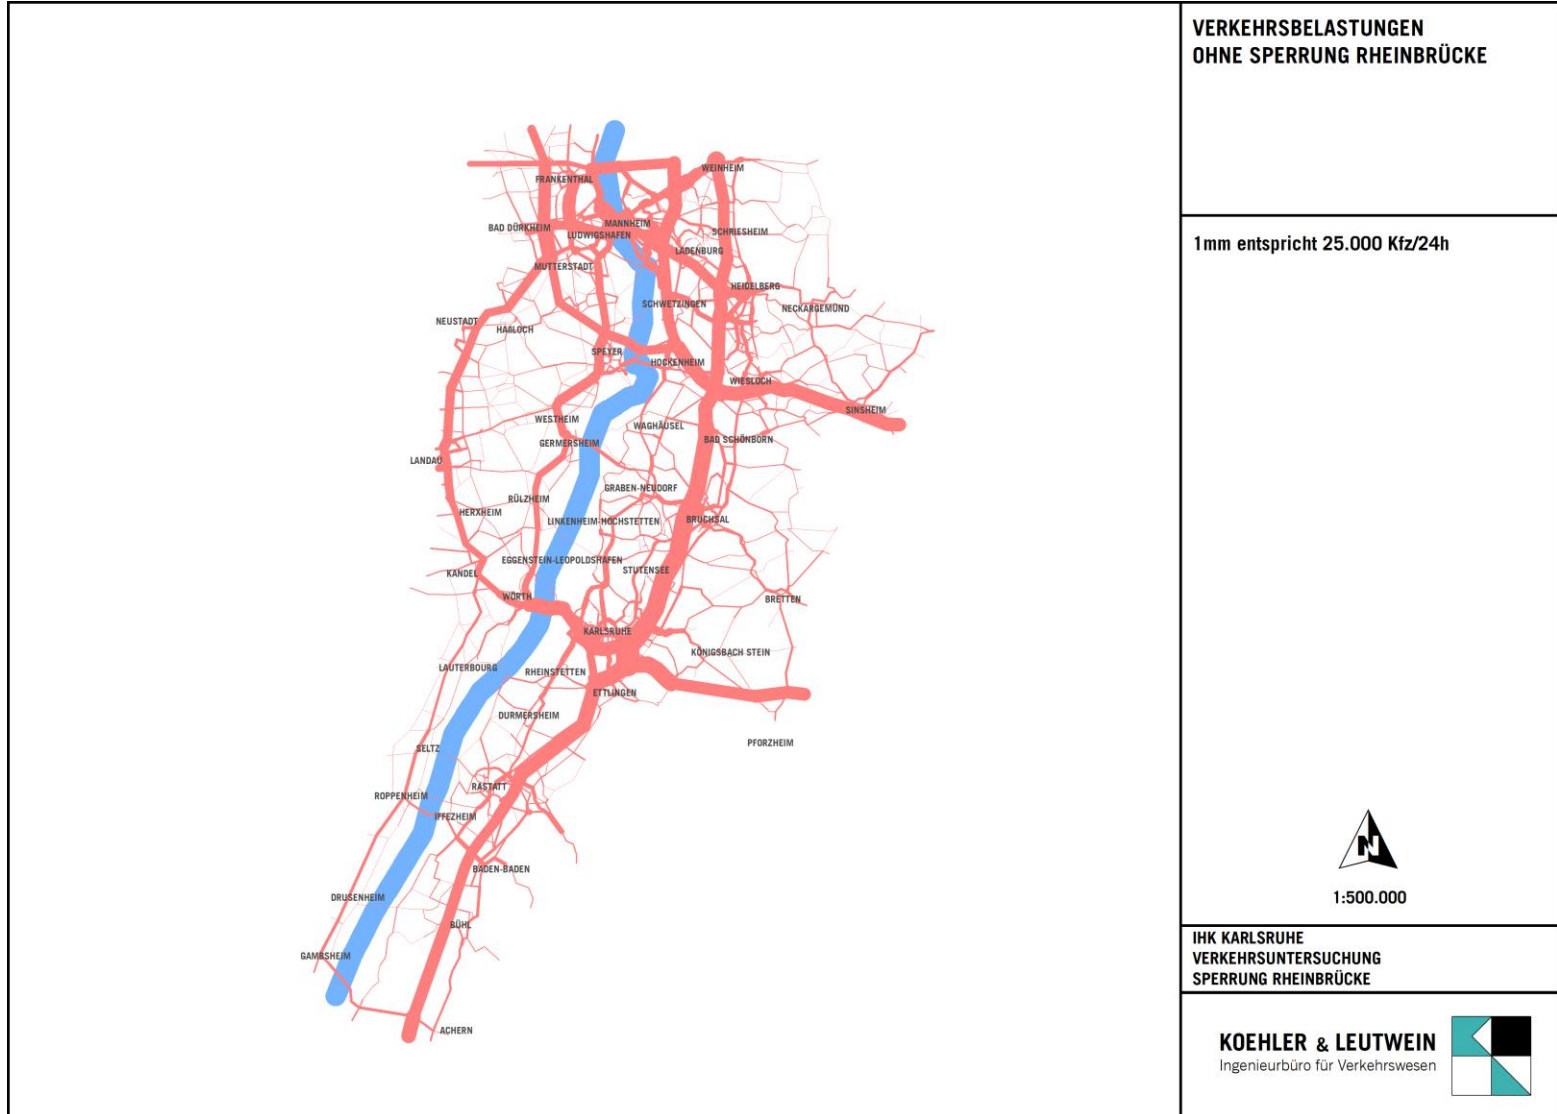 VERKEHRSBELASTUNGEN
OHNE SPERRUNG RHEINBRÜCKE
1mm entspricht 25.000 Kfz/24h
WEINHEIM
FRANKENTHAL
MANNHEIM
BAD DÜRKHEIM
SCHRIESHEIM
LUDWIGSHAFEN
LADENBURG
MUTTERSTADT
HEIDELBERG
SCHWETZINGEN
NECKARGEMÜND
NEUSTADT
HAßLOCH
SPEYER
HOCKENHEIM
WIESLOCH
SINSHEIM
WESTHEIM
WAGHÄUSEL
GERMERSHEIM
BAD SCHÖNBORN
LANDAU
GRABEN-NEUDORF
RÜLZHEIM
HERXHEIM
LINKENHEIM-HOCHSTETTEN
BRUCHSAL
EGGENSTEIN-LEOPOLDSHAFEN
STUTENSEE
KANDEL
WÖRTH
BRETTEN
KARLSRUHE
KÖNIGSBACH STEIN
LAUTERBOURG
RHEINSTETTEN
ETTLINGEN
DURMERSHEIM
PFORZHEIM
SELTZ
RASTATT
ROPPENHEIM
IFFEZHEIM
BADEN-BADEN
DRUSENHEIM
BÜHL
GAMBSHEIM
ACHERN
N
1:500.000
IHK KARLSRUHE
VERKEHRSUNTERSUCHUNG
SPERRUNG RHEINBRÜCKE
KOEHLER & LEUTWEIN
Ingenieurbüro für Verkehrswesen